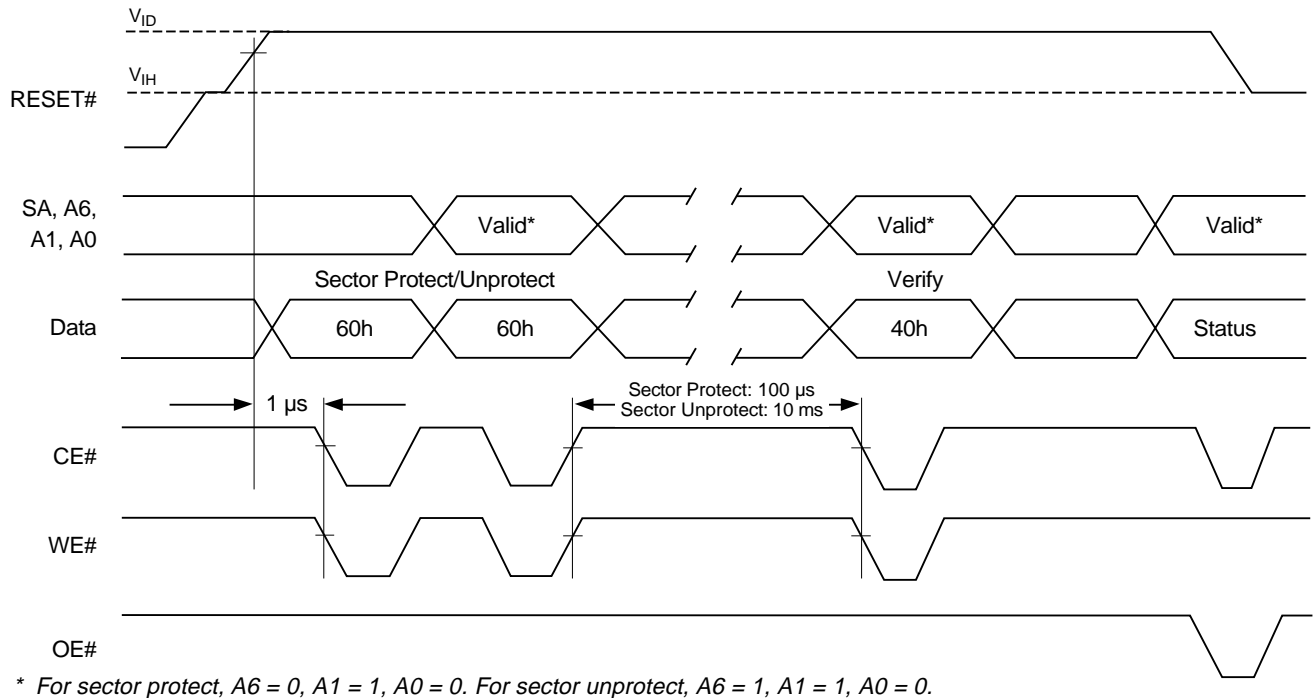 VID
VIH
RESET#
SA, A6,
A1, A0
Valid*
Valid*
Valid*
Sector Protect/Unprotect
Verify
Data
60h
60h
40h
Status
1 µs
Sector Protect: 100 µs
Sector Unprotect: 10 ms
CE#
WE#
OE#
* For sector protect, A6 = 0, A1 = 1, A0 = 0. For sector unprotect, A6 = 1, A1 = 1, A0 = 0.